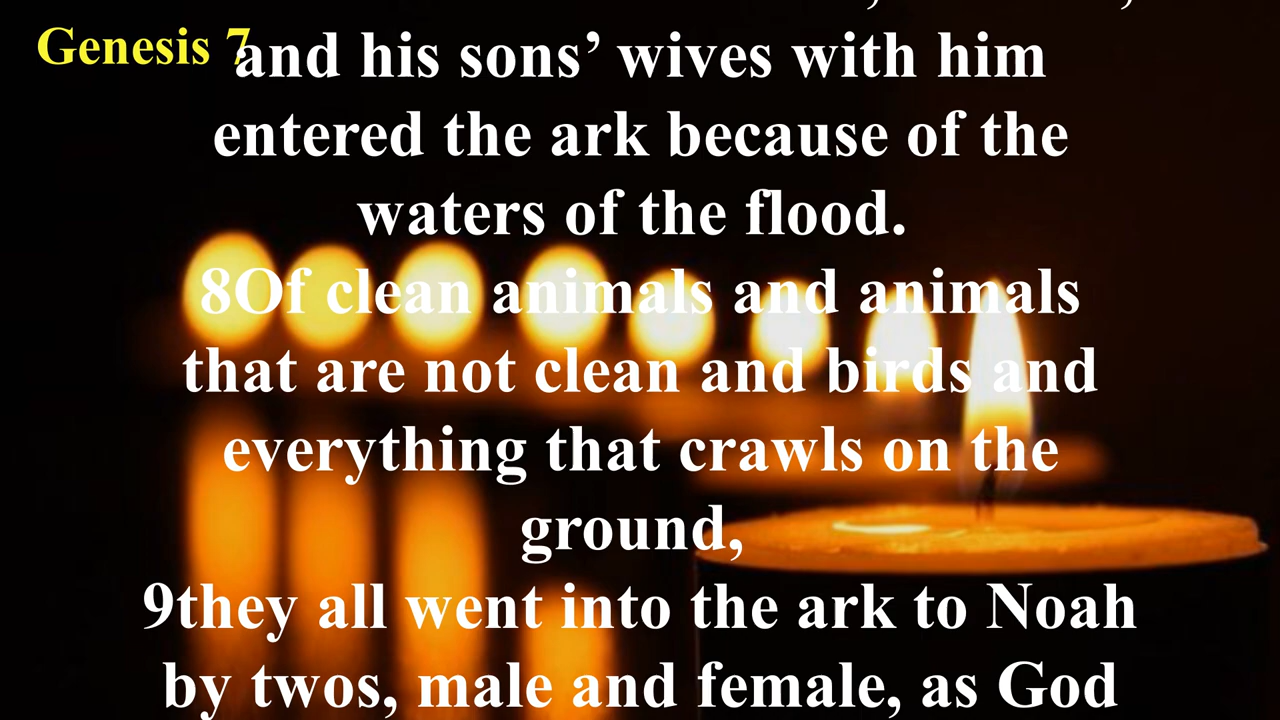 Genesis 7
and his sons’ wives with him
entered the ark because of the
waters of the flood.
8Of clean animals and animals
that are not clean and birds and
everything that crawls on the
ground,
9they all went into the ark to Noah
by twos, male and female, as God